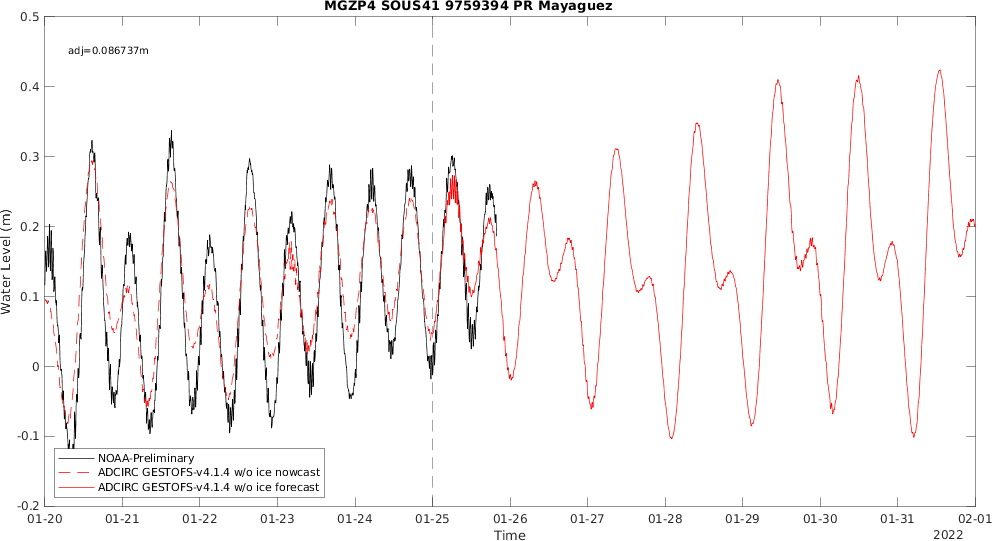 MGZP4 SOUS41 9759394 PR Mayaguez
adj=0.086737m
Water Level (m)
0.5
0.4
0.3
0.2
0.1
0
-0.1
-0.2
NOAA-Preliminary
ADCIRC GESTOFS-v4.1.4 w/o ice nowcast
ADCIRC GESTOFS-v4.1.4 w/o ice forecast
01-20 01-21 01-22 01-23 01-24 01-25 01-26 01-27 01-28 01-29 01-30 01-31 02-01
Time
2022